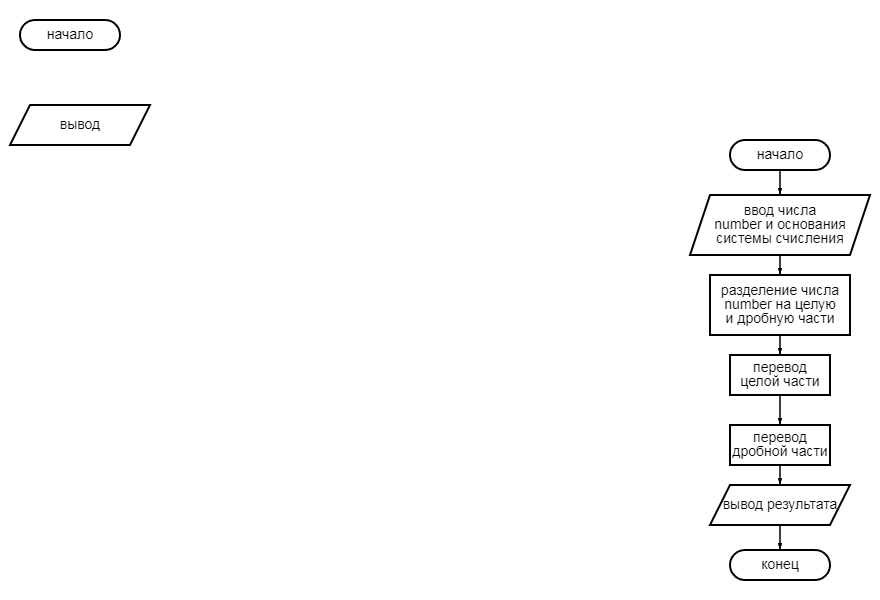 начало
вывод
начало
ввод числа
number и основания
системы счисления
разделение числа
number на целую
и дробную части
перевод
целой части
перевод
дробной части
вывод результата
конец